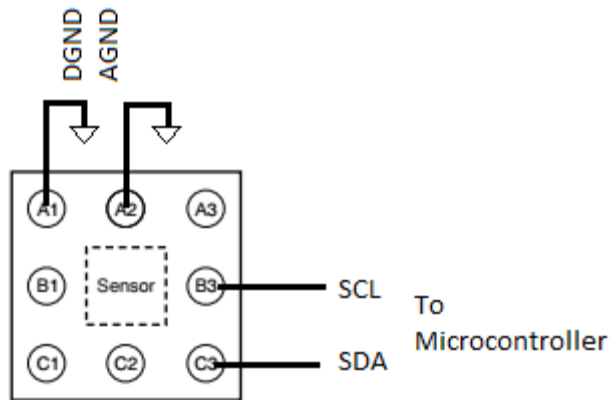 DGND
AGND
A1
A2
A3
B1
Sensor
B3
SCL
To
Microcontroller
C1
C2
C3
SDA